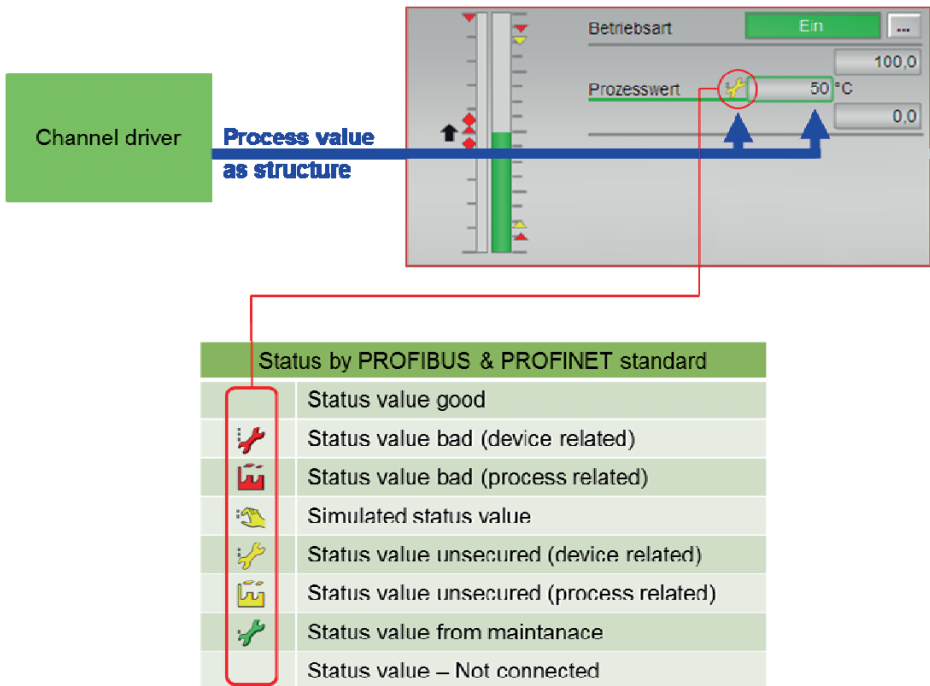 Betriebsart Ein ...
100,0
Prozesswert 50 °C
0,0
Channel driver
Process value
as structure
Status by PROFIBUS & PROFINET standard
Status value good
Status value bad (device related)
Status value bad (process related)
Simulated status value
Status value unsecured (device related)
Status value unsecured (process related)
Status value from maintanace
Status value – Not connected